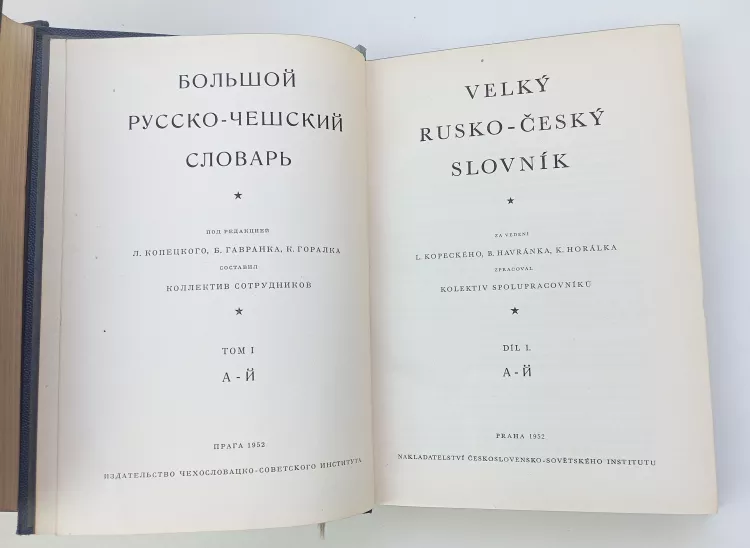 БОЛЬШОЙ
РУССКО-ЧЕШСКИЙ
СЛОВАРЬ
★
ПОД РЕДАКЦИЕЙ
Л. КОПЕЦКОГО, Б. ГАВРАНКА, К. ГОРАЛКА
СОСТАВИЛ
КОЛЛЕКТИВ СОТРУДНИКОВ
★
ТОМ I
А - Й
ПРАГА 1952
ИЗДАТЕЛЬСТВО ЧЕХОСЛОВАЦКО-СОВЕТСКОГО ИНСТИТУТА
VELKÝ
RUSKO-ČESKÝ
SLOVNÍK
★
ZA VEDENÍ
L. KOPECKÉHO, B. HAVRÁNKA, K. HORÁLKA
ZPRACOVAL
KOLEKTIV SPOLUPRACOVNÍKŮ
★
DÍL I.
А - Й
PRAHA 1952
NAKLADATELSTVÍ ČESKOSLOVENSKO-SOVĚTSKÉHO INSTITUTU